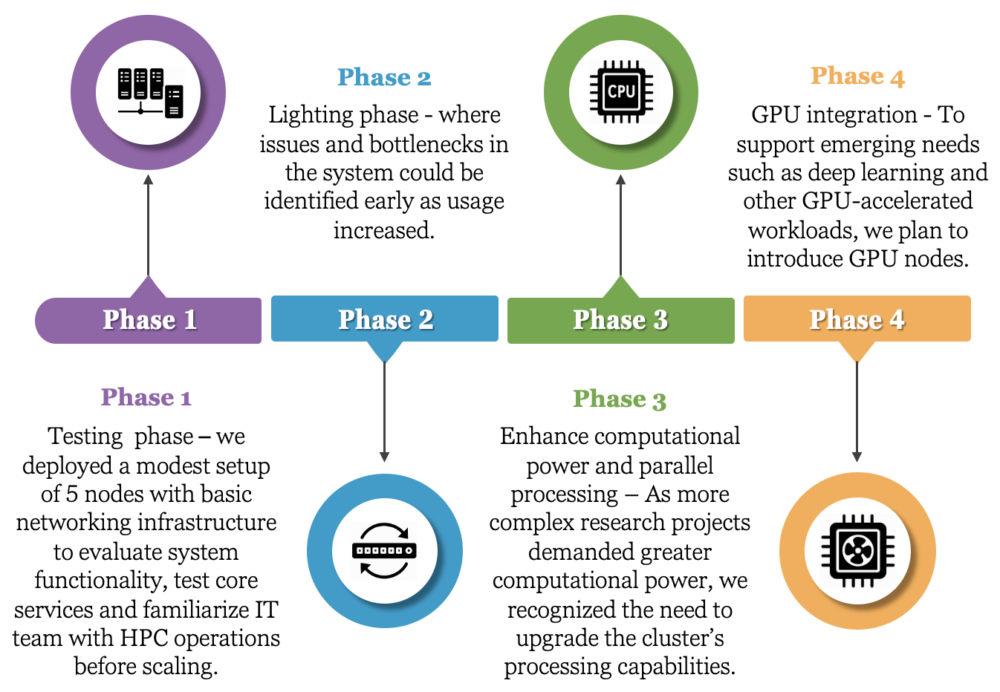 Phase 2
Lighting phase - where
issues and bottlenecks in
the system could be
identified early as usage
increased.
CPU
Phase 4
GPU integration - To
support emerging needs
such as deep learning and
other GPU-accelerated
workloads, we plan to
introduce GPU nodes.
Phase 1
Phase 2
Phase 3
Phase 4
Phase 1
Testing  phase – we
deployed a modest setup
of 5 nodes with basic
networking infrastructure
to evaluate system
functionality, test core
services and familiarize IT
team with HPC operations
before scaling.
Phase 3
Enhance computational
power and parallel
processing – As more
complex research projects
demanded greater
computational power, we
recognized the need to
upgrade the cluster’s
processing capabilities.